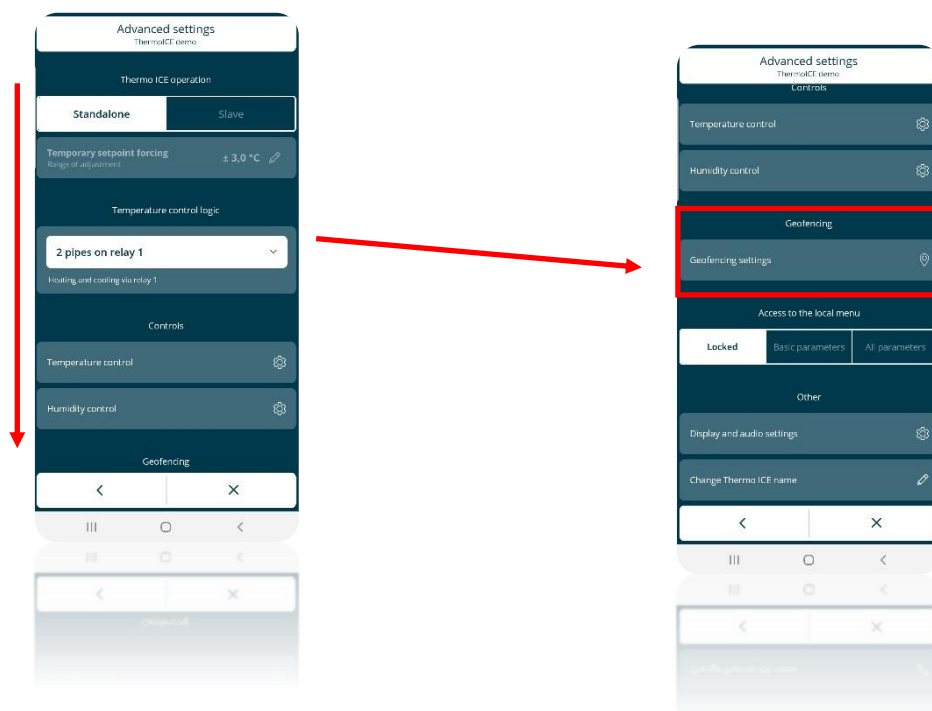 Advanced settings
ThermoICE demo
Thermo ICE operation
Standalone
Slave
Temporary setpoint forcing
Range of adjustment
± 3,0 °C
Temperature control logic
2 pipes on relay 1
Heating and cooling via relay 1
Controls
Temperature control
Humidity control
Geofencing
Advanced settings
ThermoICE demo
Controls
Temperature control
Humidity control
Geofencing
Geofencing settings
Access to the local menu
Locked
Basic parameters
All parameters
Other
Display and audio settings
Change Thermo ICE name